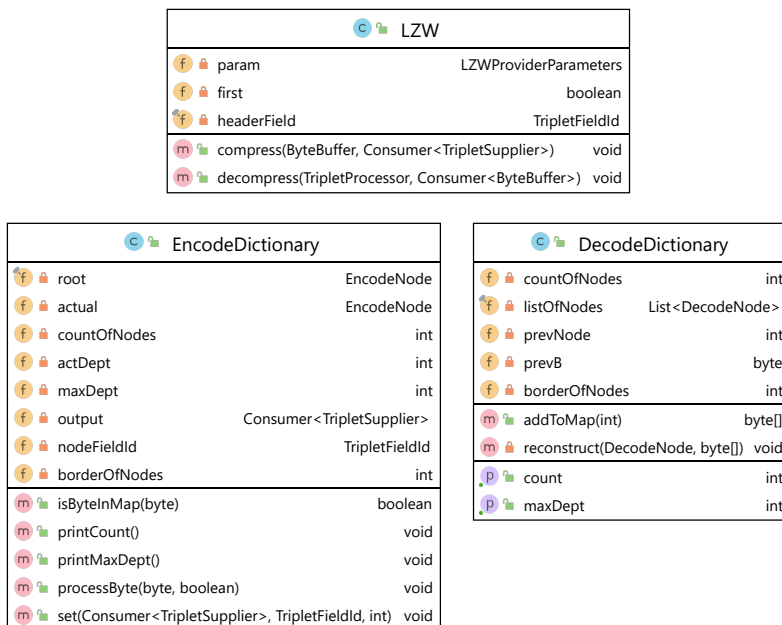 C LZW
f param LZWProviderParameters
f first boolean
f headerField TripletFieldId
m compress(ByteBuffer, Consumer<TripletSupplier>) void
m decompress(TripletProcessor, Consumer<ByteBuffer>) void
C EncodeDictionary
f root EncodeNode
f actual EncodeNode
f countOfNodes int
f actDept int
f maxDept int
f output Consumer<TripletSupplier>
f nodeFieldId TripletFieldId
f borderOfNodes int
m isByteInMap(byte) boolean
m printCount() void
m printMaxDept() void
m processByte(byte, boolean) void
m set(Consumer<TripletSupplier>, TripletFieldId, int) void
C DecodeDictionary
f countOfNodes int
f listOfNodes List<DecodeNode>
f prevNode int
f prevB byte
f borderOfNodes int
m addToMap(int) byte[]
m reconstruct(DecodeNode, byte[]) void
p count int
p maxDept int